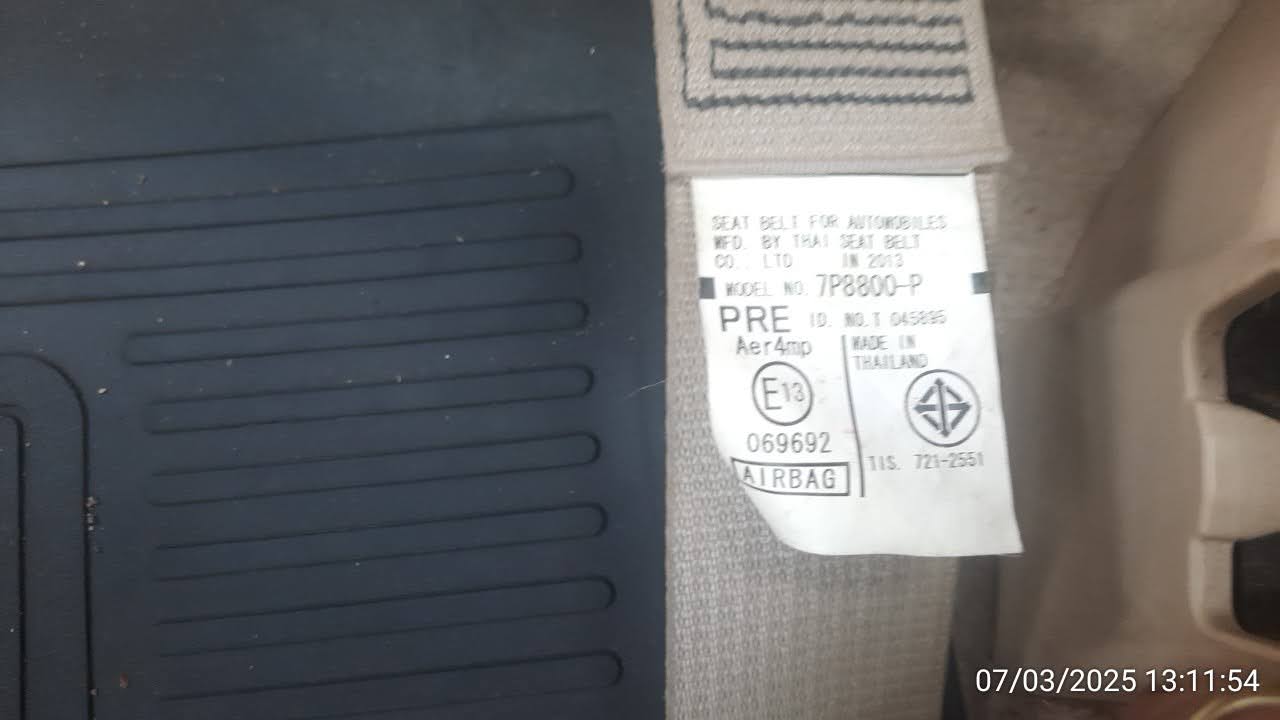 SEAT BELT FOR AUTOMOBILES
MFD. BY THAI SEAT BELT
CO., LTD IN 2013
MODEL NO. 7P8800-P
PRE ID. NO.T 045895
Aer4mp
MADE IN
THAILAND
E13
069692
TIS. 721-2551
AIRBAG
07/03/2025 13:11:54